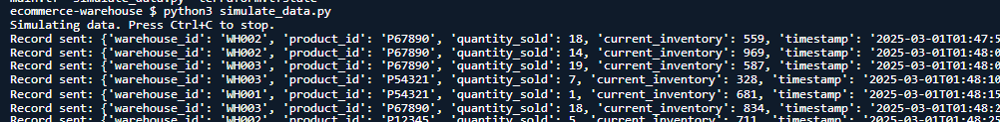 ecommerce-warehouse $ python3 simulate_data.py
Simulating data. Press Ctrl+C to stop.
Record sent: {'warehouse_id': 'WH002', 'product_id': 'P67890', 'quantity_sold': 18, 'current_inventory': 559, 'timestamp': '2025-03-01T01:47:5
Record sent: {'warehouse_id': 'WH002', 'product_id': 'P67890', 'quantity_sold': 14, 'current_inventory': 969, 'timestamp': '2025-03-01T01:48:0
Record sent: {'warehouse_id': 'WH003', 'product_id': 'P67890', 'quantity_sold': 19, 'current_inventory': 587, 'timestamp': '2025-03-01T01:48:0
Record sent: {'warehouse_id': 'WH003', 'product_id': 'P54321', 'quantity_sold': 7, 'current_inventory': 328, 'timestamp': '2025-03-01T01:48:1
Record sent: {'warehouse_id': 'WH001', 'product_id': 'P54321', 'quantity_sold': 1, 'current_inventory': 681, 'timestamp': '2025-03-01T01:48:15
Record sent: {'warehouse_id': 'WH003', 'product_id': 'P67890', 'quantity_sold': 18, 'current_inventory': 834, 'timestamp': '2025-03-01T01:48:2
Record sent: {'warehouse_id': 'WH002', 'product_id': 'P12345', 'quantity_sold': 5, 'current_inventory': 711, 'timestamp': '2025-03-01T01:48:25